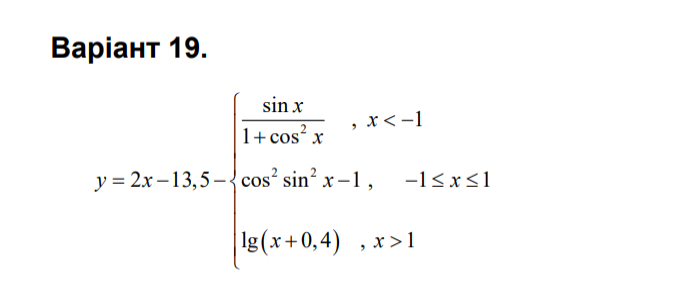 Варіант 19.
sin x / (1 + cos² x) , x < −1
y = 2x − 13,5 − { cos² sin² x − 1 , −1 ≤ x ≤ 1
lg(x + 0,4) , x > 1